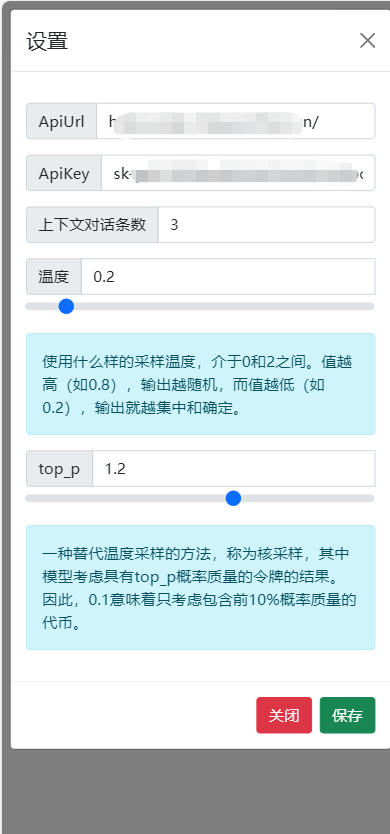 设置
ApiUrl h n/
ApiKey sk-
上下文对话条数 3
温度 0.2
使用什么样的采样温度，介于0和2之间。值越
高（如0.8），输出越随机，而值越低（如
0.2），输出就越集中和确定。
top_p 1.2
一种替代温度采样的方法，称为核采样，其中
模型考虑具有top_p概率质量的令牌的结果。
因此，0.1意味着只考虑包含前10%概率质量的
代币。
关闭 保存